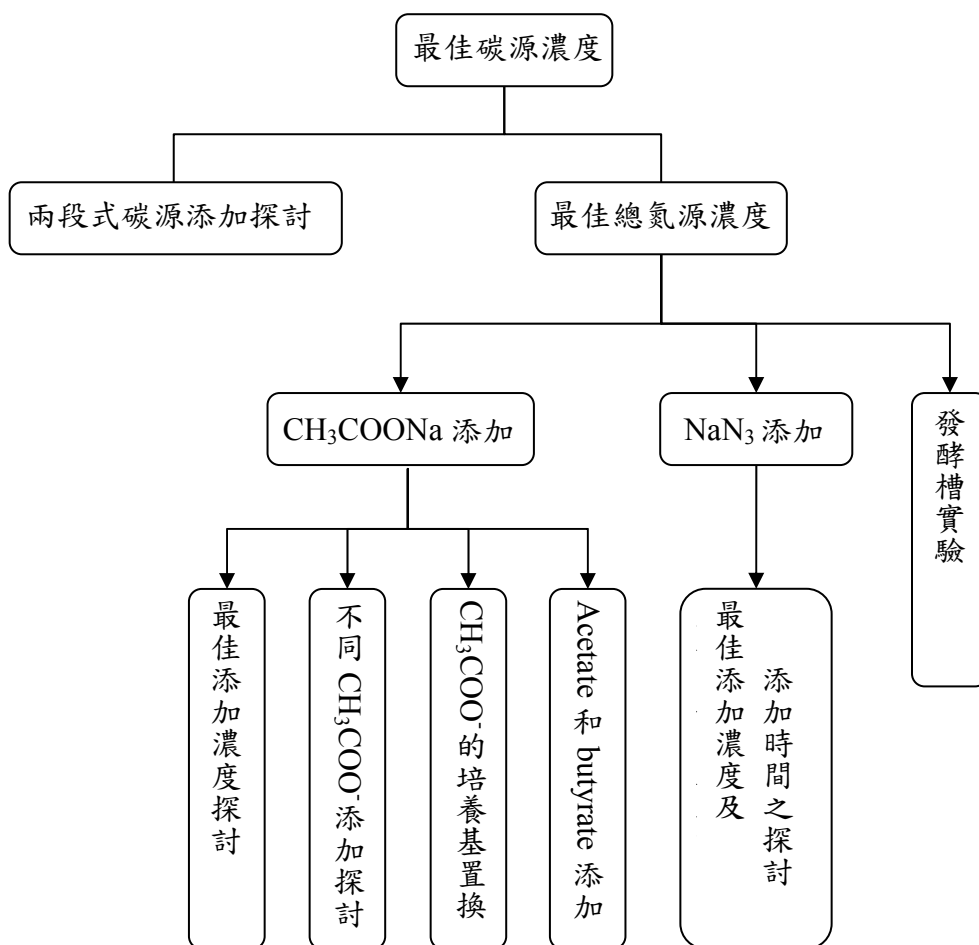 最佳碳源濃度
兩段式碳源添加探討
最佳總氮源濃度
CH₃COONa 添加
NaN₃ 添加
發酵槽實驗
最佳添加濃度探討
不同 CH₃COO⁻ 添加探討
CH₃COO⁻ 的培養基置換
Acetate 和 butyrate 添加
最佳添加濃度及
添加時間之探討